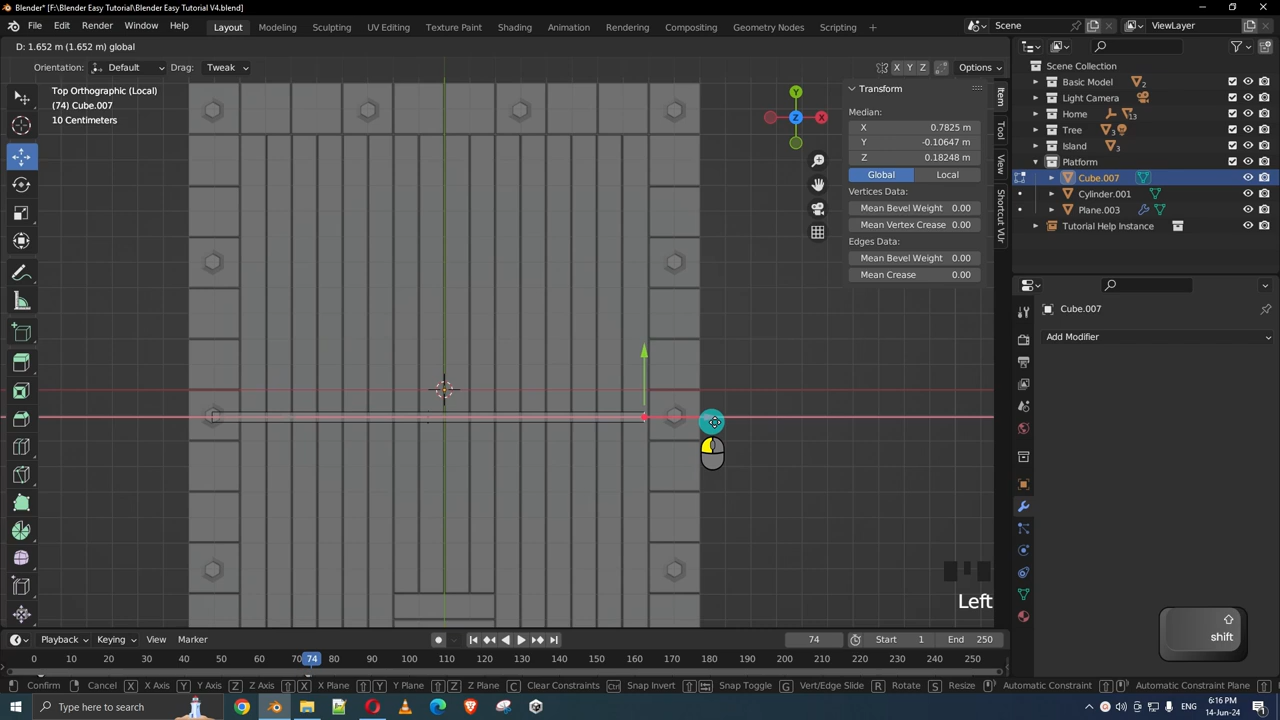 Blender* [F:\Blender Easy Tutorial\Blender Easy Tutorial V4.blend]
File Edit Render Window Help Layout Modeling Sculpting UV Editing Texture Paint Shading Animation Rendering Compositing Geometry Nodes Scripting + Scene ViewLayer
D: 1.652 m (1.652 m) global
Orientation: Default Drag: Tweak X Y Z Options
Top Orthographic (Local)
(74) Cube.007
10 Centimeters
Y
Z
X
Transform
Median:
X 0.7825 m
Y -0.10647 m
Z 0.18248 m
Global Local
Vertices Data:
Mean Bevel Weight 0.00
Mean Vertex Crease 0.00
Edges Data:
Mean Bevel Weight 0.00
Mean Crease 0.00
Item
Tool
View
Shortcut VUr
Scene Collection
Basic Model 2
Light Camera
Home 13
Tree 3
Island 3
Platform
Cube.007
Cylinder.001
Plane.003
Tutorial Help Instance
Cube.007
Add Modifier
Left
shift
Playback Keying View Marker 74 Start 1 End 250
0 10 20 30 40 50 60 70 74 80 90 100 110 120 130 140 150 160 170 180 190 200 210 220 230 240 250
Confirm Cancel X X Axis Y Y Axis Z Z Axis X X Plane Y Y Plane Z Z Plane C Clear Constraints Ctrl Snap Invert Snap Toggle G Vert/Edge Slide R Rotate S Resize Automatic Constraint Automatic Constraint Plane
Type here to search
6:16 PM
14-Jun-24